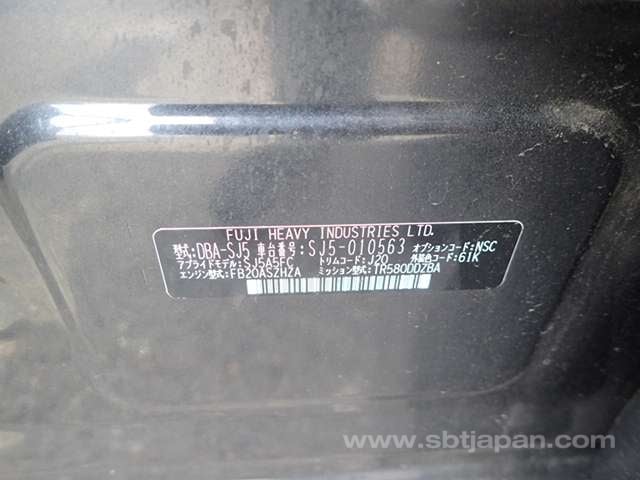 FUJI HEAVY INDUSTRIES LTD.
型式:DBA-SJ5 車台番号:SJ5-010563 オプションコード:NSC
アプライドモデル:SJ5A5FC トリムコード:J20 外装色コード:61K
エンジン型式:FB20ASZHZA ミッション型式:TR580DDZBA
www.sbtjapan.com